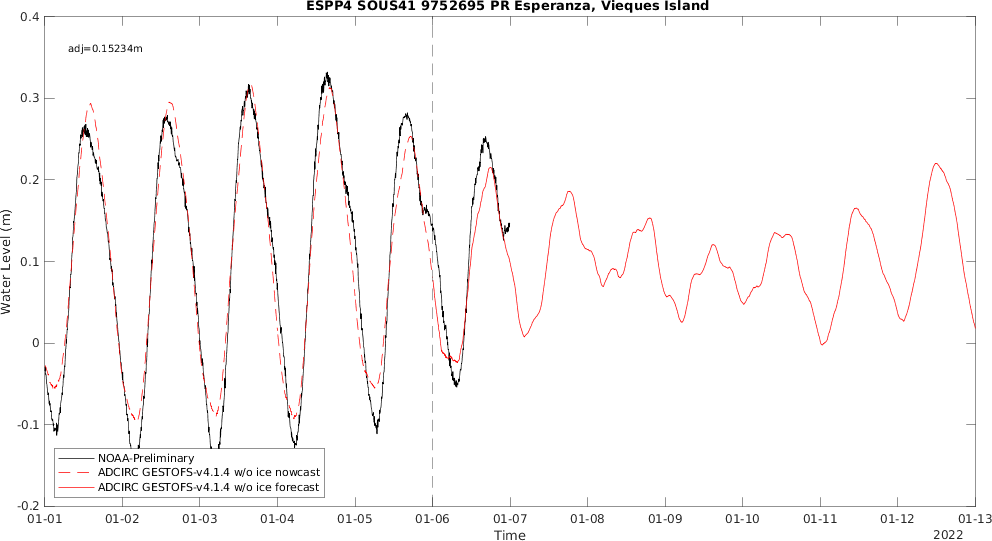 ESPP4 SOUS41 9752695 PR Esperanza, Vieques Island
0.4
adj=0.15234m
0.3
0.2
0.1
0
-0.1
-0.2
Water Level (m)
NOAA-Preliminary
ADCIRC GESTOFS-v4.1.4 w/o ice nowcast
ADCIRC GESTOFS-v4.1.4 w/o ice forecast
01-01 01-02 01-03 01-04 01-05 01-06 01-07 01-08 01-09 01-10 01-11 01-12 01-13
Time
2022